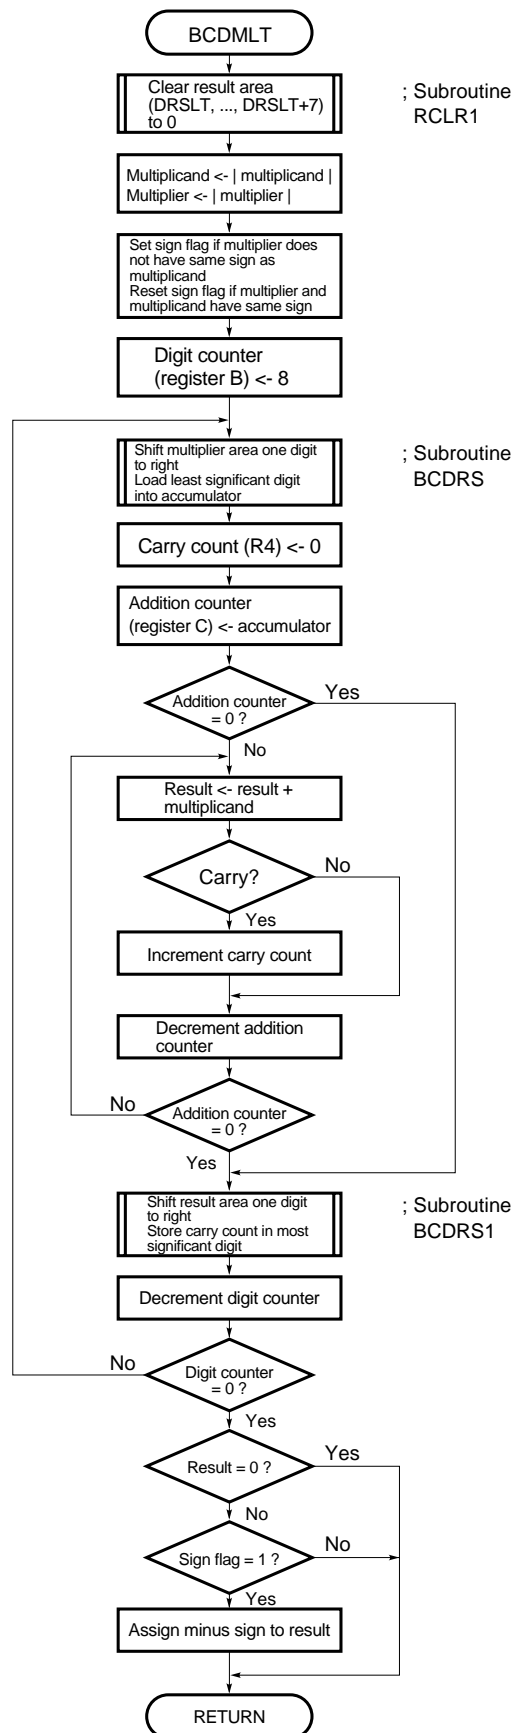 BCDMLT
Clear result area
(DRSLT, ..., DRSLT+7)
to 0
; Subroutine
RCLR1
Multiplicand <- | multiplicand |
Multiplier <- | multiplier |
Set sign flag if multiplier does
not have same sign as
multiplicand
Reset sign flag if multiplier and
multiplicand have same sign
Digit counter
(register B) <- 8
Shift multiplier area one digit
to right
Load least significant digit
into accumulator
; Subroutine
BCDRS
Carry count (R4) <- 0
Addition counter
(register C) <- accumulator
Addition counter
= 0 ?
Yes
No
Result <- result +
multiplicand
Carry?
No
Yes
Increment carry count
Decrement addition
counter
No
Addition counter
= 0 ?
Yes
Shift result area one digit
to right
Store carry count in most
significant digit
; Subroutine
BCDRS1
Decrement digit counter
No
Digit counter
= 0 ?
Yes
Result = 0 ?
Yes
No
Sign flag = 1 ?
No
Yes
Assign minus sign to result
RETURN